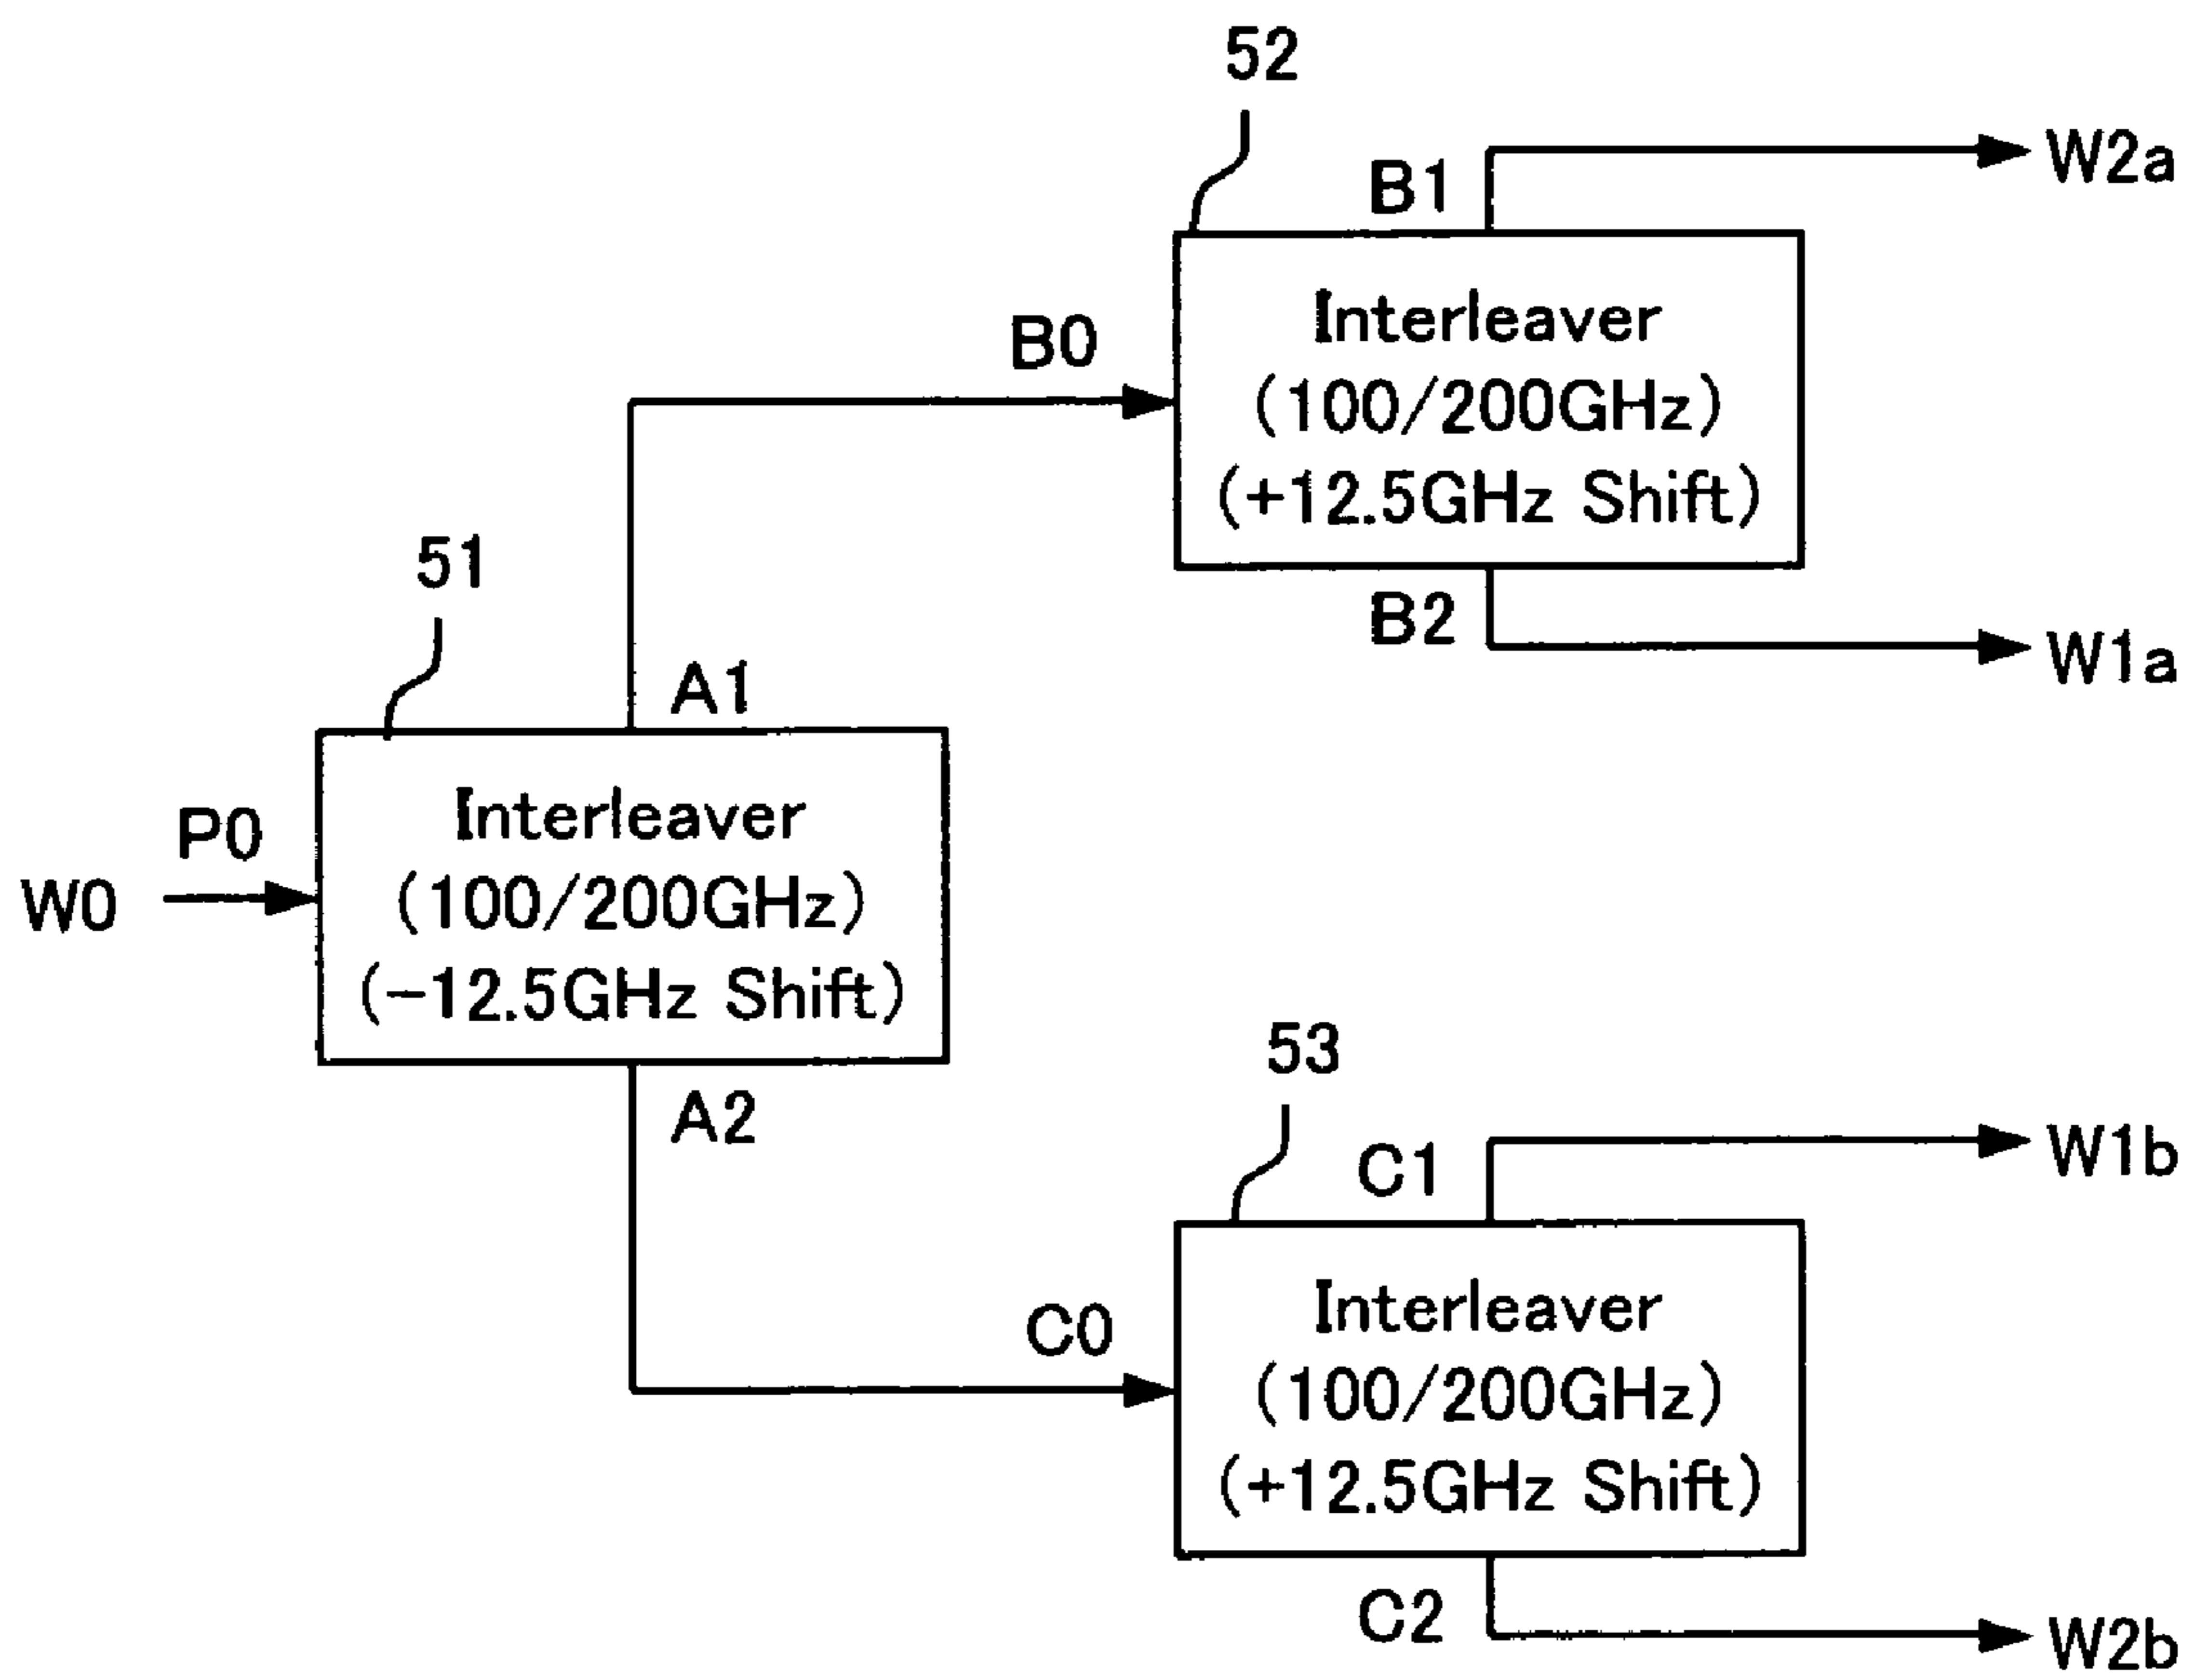 52
W2a
B1
Interleaver
(100/200GHz)
(+12.5GHz Shift)
B0
B2
W1a
51
A1
Interleaver
(100/200GHz)
(-12.5GHz Shift)
P0
W0
A2
53
W1b
C1
Interleaver
(100/200GHz)
(+12.5GHz Shift)
C0
C2
W2b